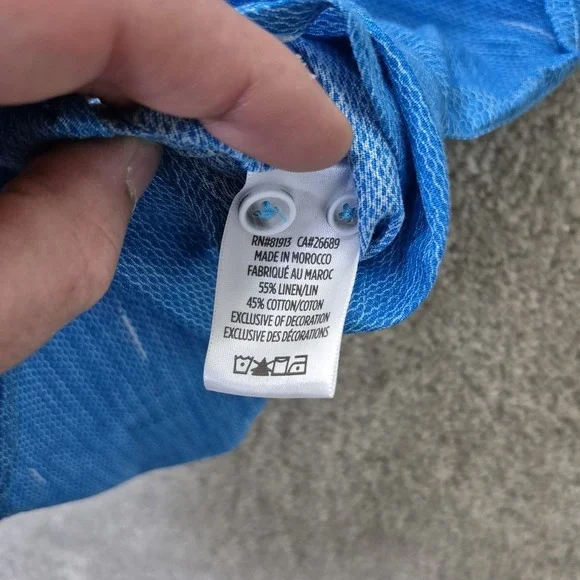 RN#81913 CA#26689
MADE IN MOROCCO
FABRIQUÉ AU MAROC
55% LINEN/LIN
45% COTTON/COTON
EXCLUSIVE OF DECORATION
EXCLUSIVE DES DÉCORATIONS